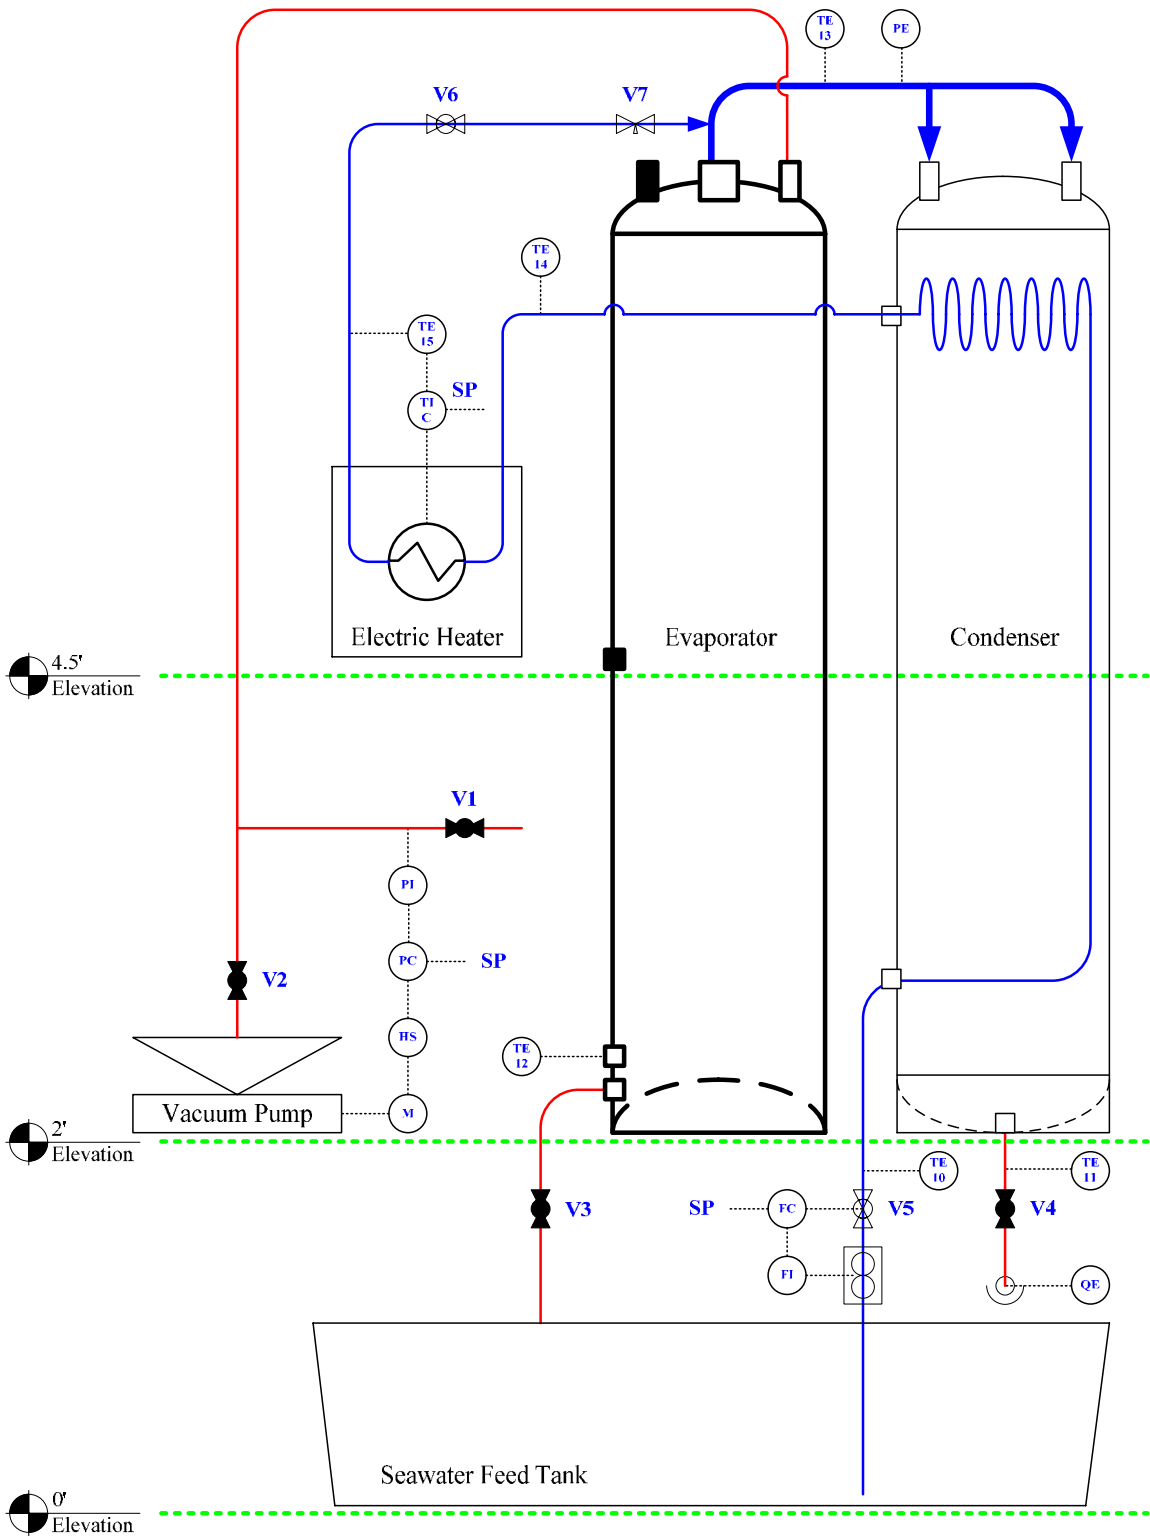 TE
13
PE
V6
V7
TE
14
TE
15
SP
TI
C
Electric Heater
Evaporator
Condenser
4.5'
Elevation
V1
PI
PC
SP
V2
HS
TE
12
Vacuum Pump
M
2'
Elevation
TE
10
TE
11
V3
SP
FC
V5
V4
FI
QE
Seawater Feed Tank
0'
Elevation